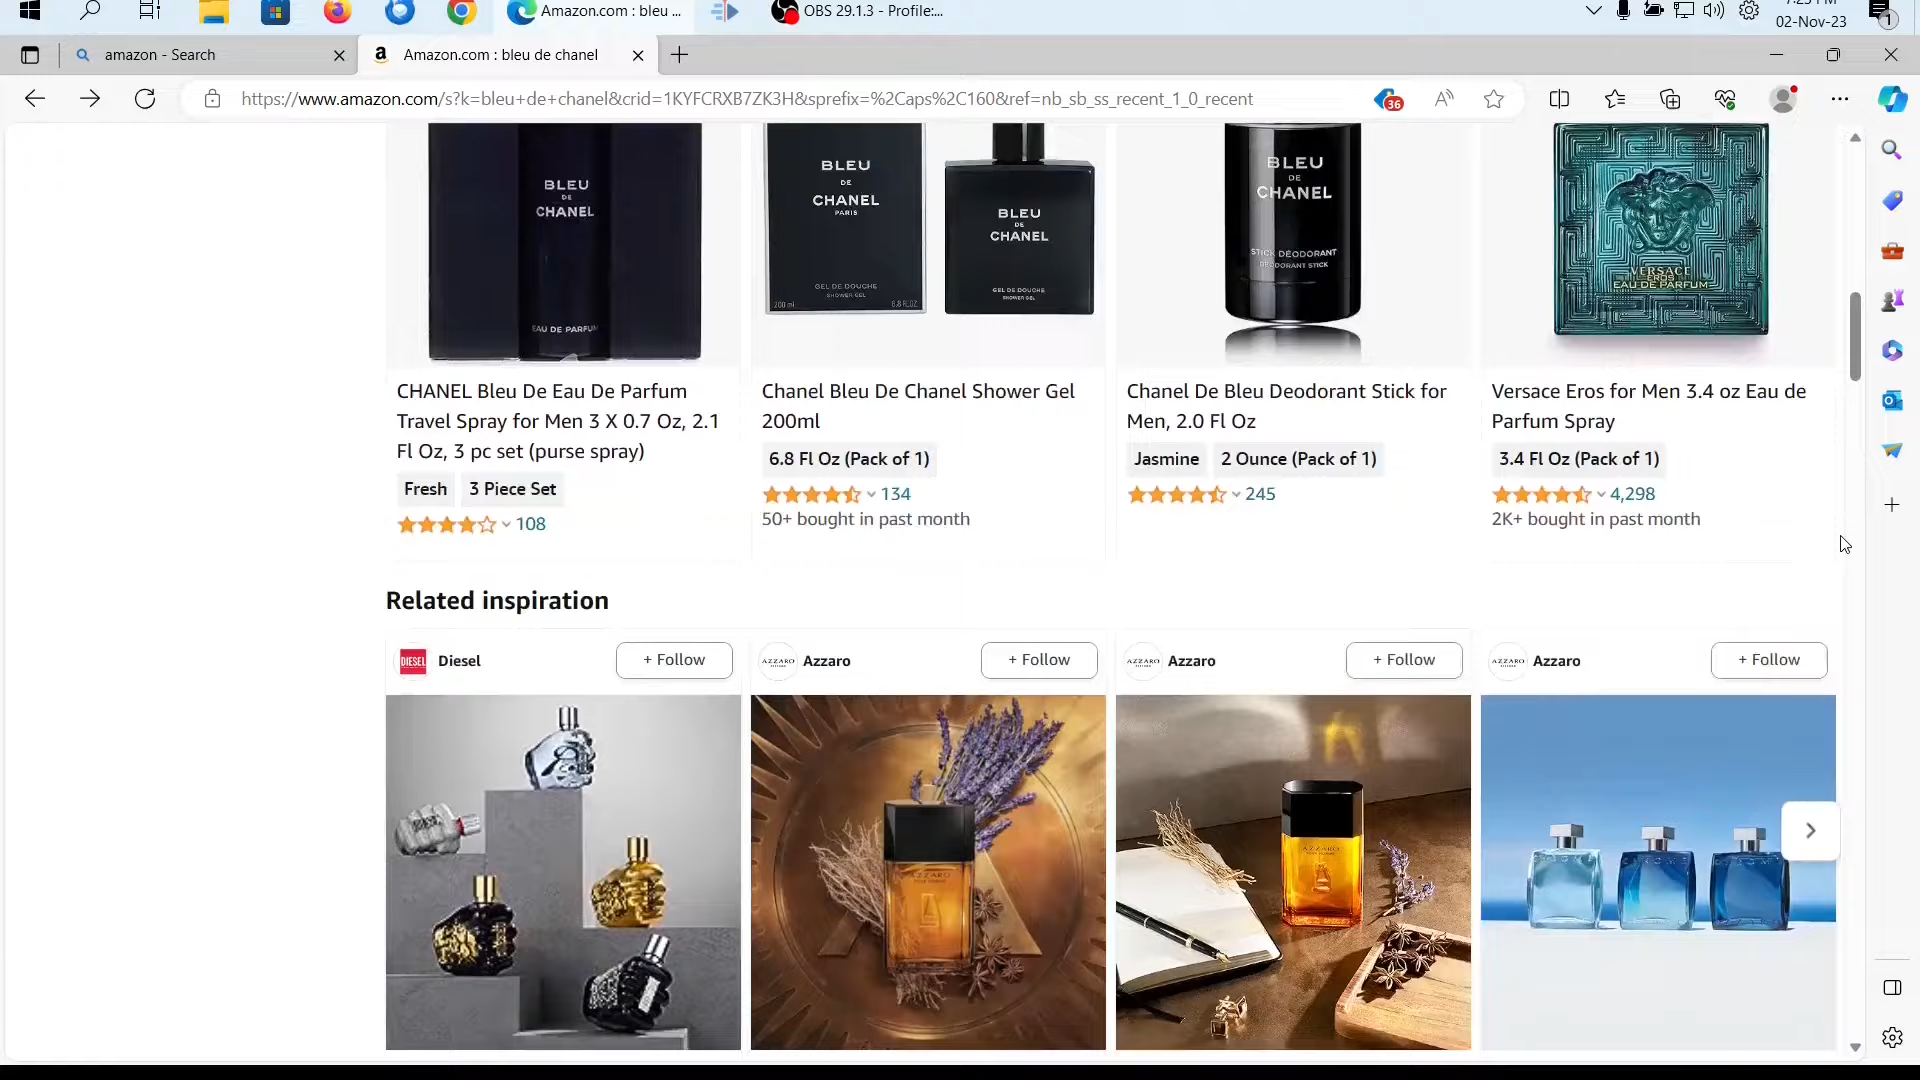 Amazon.com : bleu ...
OBS 29.1.3 - Profile:...
02-Nov-23
1
amazon - Search
a
Amazon.com : bleu de chanel
https://www.amazon.com/s?k=bleu+de+chanel&crid=1KYFCRXB7ZK3H&sprefix=%2Caps%2C160&ref=nb_sb_ss_recent_1_0_recent
36
BLEU
DE
CHANEL
EAU DE PARFUM
BLEU
DE
CHANEL
PARIS
GEL DE DOUCHE
SHOWER GEL
200 ml
6.8 FL.OZ.
BLEU
DE
CHANEL
GEL DE DOUCHE
SHOWER GEL
BLEU
DE
CHANEL
STICK DÉODORANT
DEODORANT STICK
VERSACE
EROS
EAU DE PARFUM
CHANEL Bleu De Eau De Parfum
Travel Spray for Men 3 X 0.7 Oz, 2.1
Fl Oz, 3 pc set (purse spray)
Fresh 3 Piece Set
108
Chanel Bleu De Chanel Shower Gel
200ml
6.8 Fl Oz (Pack of 1)
134
50+ bought in past month
Chanel De Bleu Deodorant Stick for
Men, 2.0 Fl Oz
Jasmine 2 Ounce (Pack of 1)
245
Versace Eros for Men 3.4 oz Eau de
Parfum Spray
3.4 Fl Oz (Pack of 1)
4,298
2K+ bought in past month
Related inspiration
DIESEL Diesel + Follow
AZZARO Azzaro + Follow
AZZARO Azzaro + Follow
AZZARO Azzaro + Follow
AZZARO
AZZARO